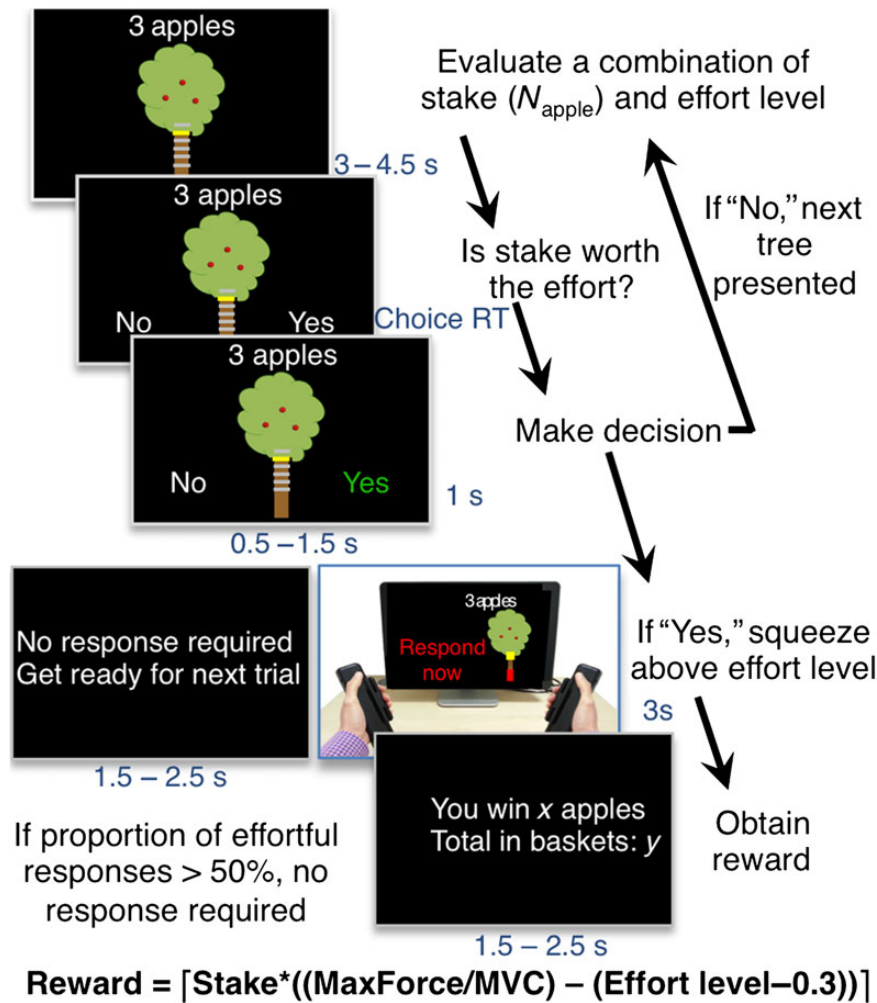 3 apples
3 – 4.5 s
3 apples
No Yes
Choice RT
3 apples
No Yes
1 s
0.5 –1.5 s
No response required
Get ready for next trial
1.5 – 2.5 s
If proportion of effortful
responses > 50%, no
response required
3 apples
Respond
now
3s
You win x apples
Total in baskets: y
1.5 – 2.5 s
Evaluate a combination of
stake (Napple) and effort level
Is stake worth
the effort?
If “No,” next
tree
presented
Make decision
If “Yes,” squeeze
above effort level
Obtain
reward
Reward = ⌈Stake*((MaxForce/MVC) – (Effort level–0.3))⌉